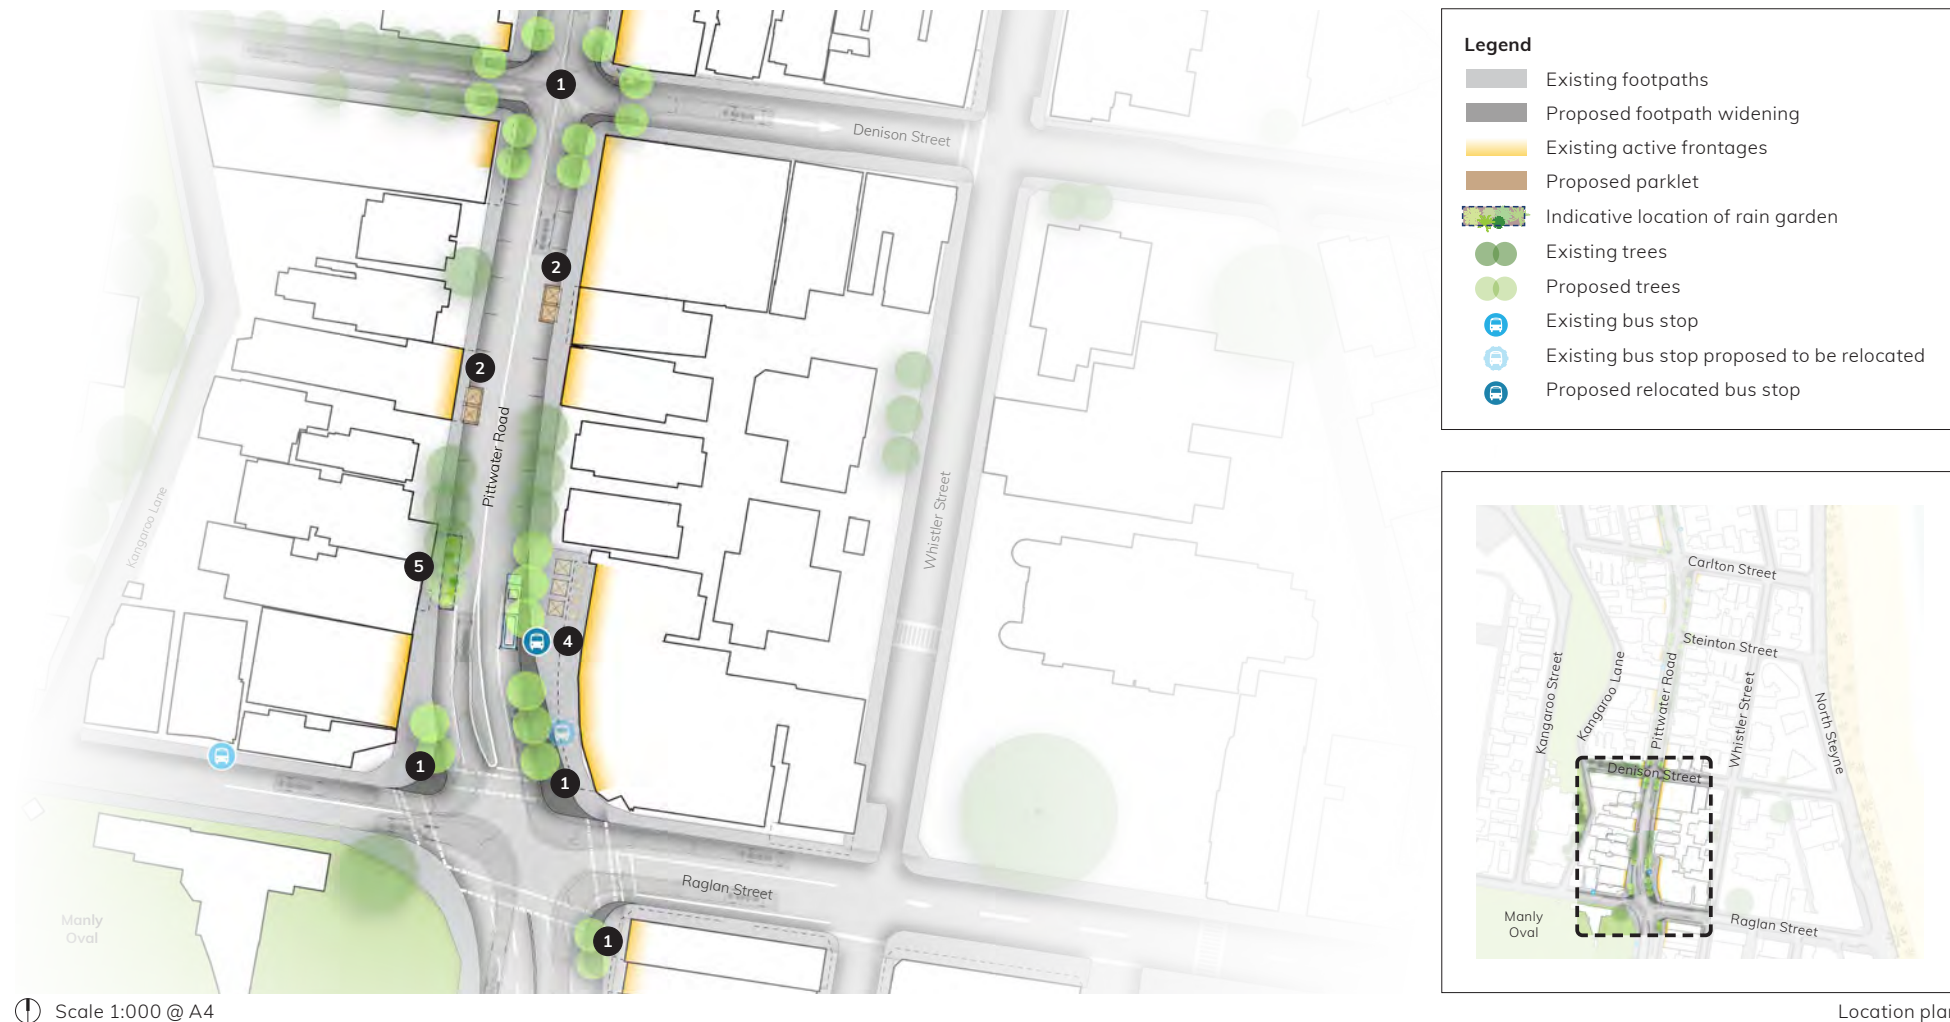 1
Denison Street
2
2
Pittwater Road
Kangaroo Lane
Whistler Street
5
4
1
1
Raglan Street
Manly
Oval
1
Scale 1:000 @ A4
Legend
Existing footpaths
Proposed footpath widening
Existing active frontages
Proposed parklet
Indicative location of rain garden
Existing trees
Proposed trees
Existing bus stop
Existing bus stop proposed to be relocated
Proposed relocated bus stop
Carlton Street
Steinton Street
Kangaroo Street
Kangaroo Lane
Pittwater Road
Whistler Street
North Steyne
Denison Street
Manly
Oval
Raglan Street
Location plan